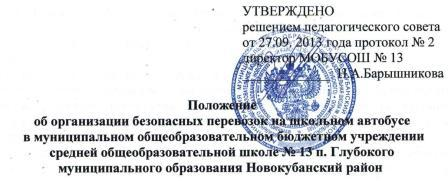 УТВЕРЖДЕНО
решением педагогического совета
от 27.09. 2013 года протокол № 2
директор МОБУСОШ № 13
Н.А.Барышникова
Положение
об организации безопасных перевозок на школьном автобусе
в муниципальном общеобразовательном бюджетном учреждении
средней общеобразовательной школе № 13 п. Глубокого
муниципального образования Новокубанский район